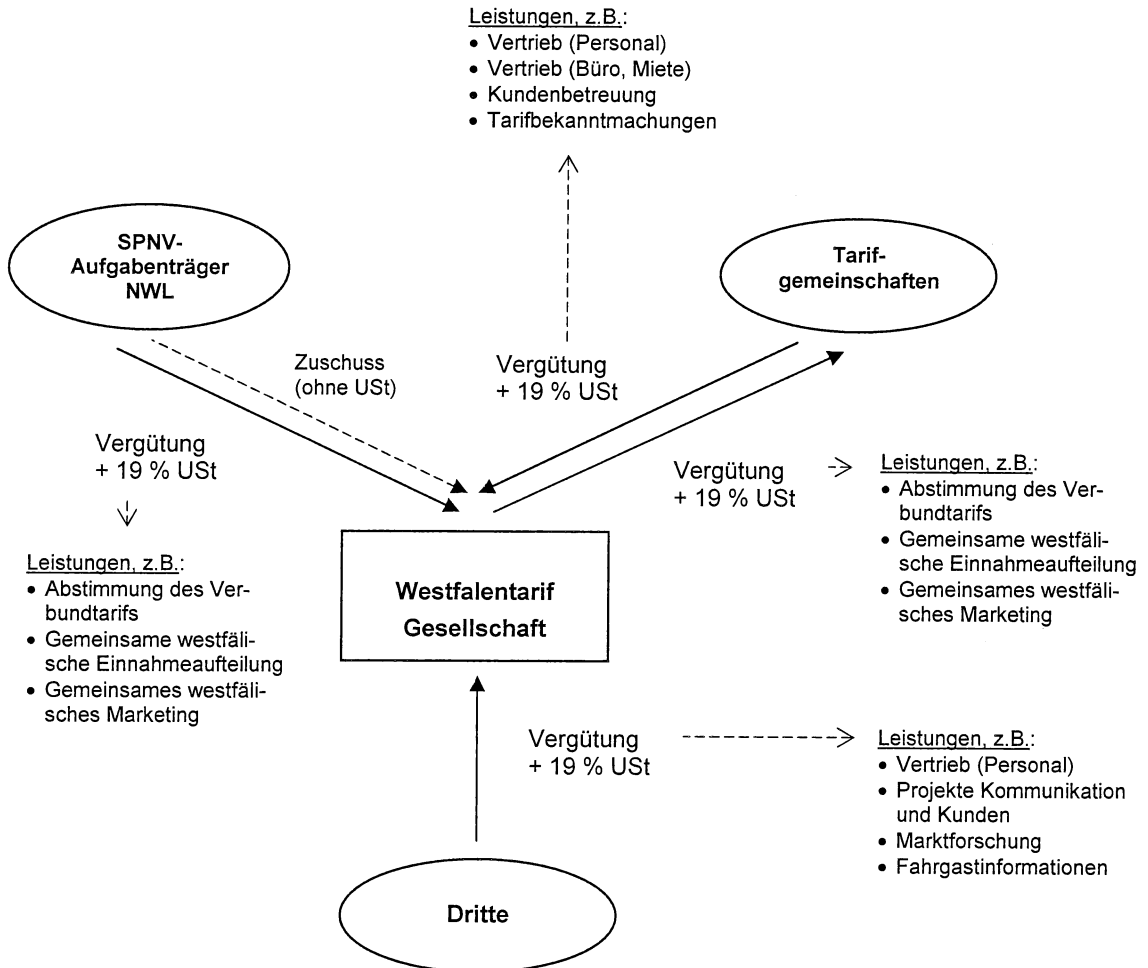 Leistungen, z.B.:
• Vertrieb (Personal)
• Vertrieb (Büro, Miete)
• Kundenbetreuung
• Tarifbekanntmachungen
SPNV-
Aufgabenträger
NWL
Tarif-
gemeinschaften
Zuschuss
(ohne USt)
Vergütung
+ 19 % USt
Vergütung
+ 19 % USt
Vergütung
+ 19 % USt
Leistungen, z.B.:
• Abstimmung des Ver-
bundtarifs
• Gemeinsame westfäli-
sche Einnahmeaufteilung
• Gemeinsames westfäli-
sches Marketing
Leistungen, z.B.:
• Abstimmung des Ver-
bundtarifs
• Gemeinsame westfäli-
sche Einnahmeaufteilung
• Gemeinsames westfäli-
sches Marketing
Westfalentarif
Gesellschaft
Vergütung
+ 19 % USt
Leistungen, z.B.:
• Vertrieb (Personal)
• Projekte Kommunikation
und Kunden
• Marktforschung
• Fahrgastinformationen
Dritte